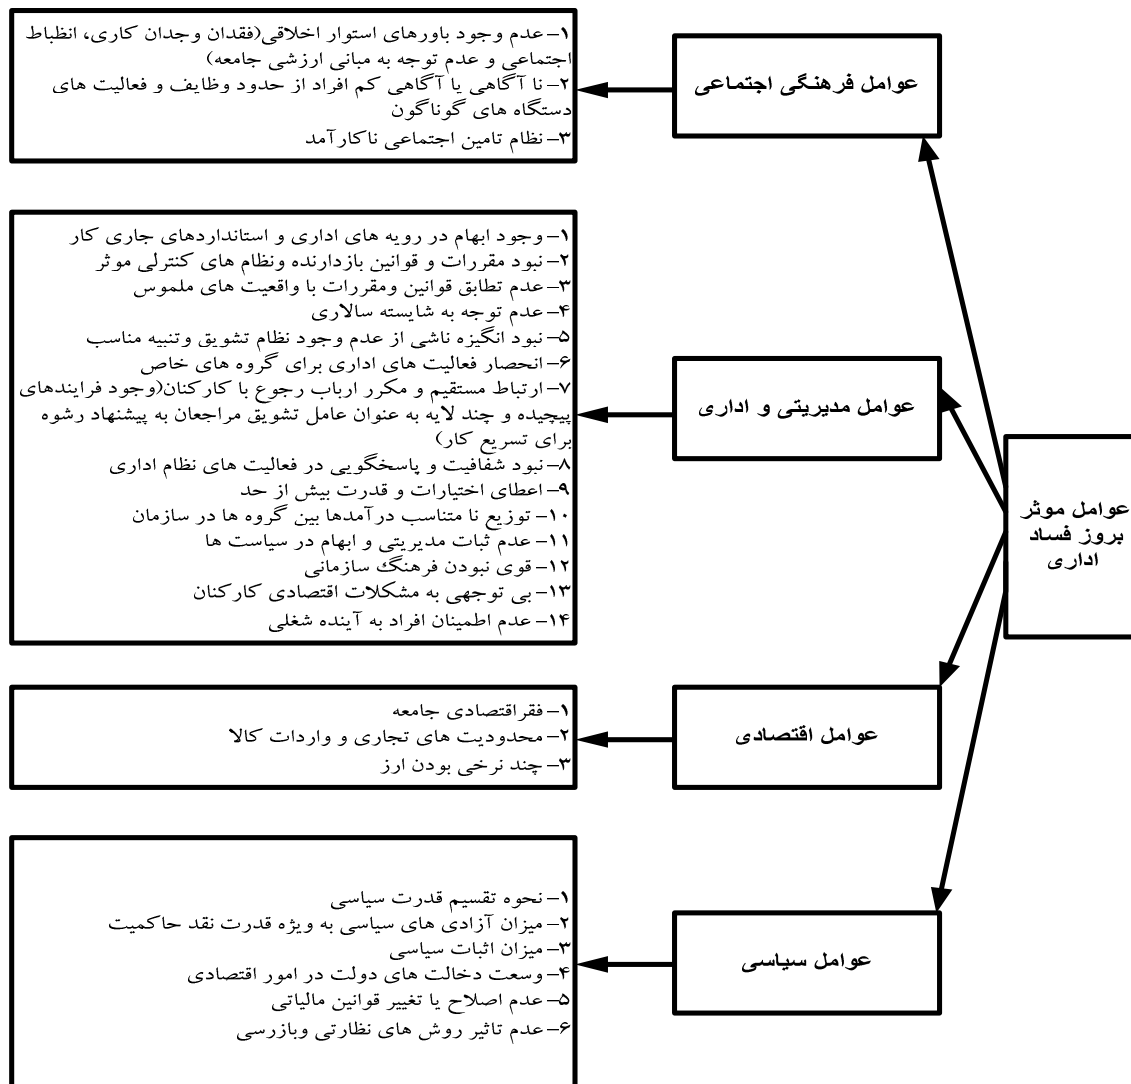 عوامل موثر
بروز فساد
اداری
عوامل فرهنگی اجتماعی
۱- عدم وجود باورهای استوار اخلاقی(فقدان وجدان کاری، انظباط
اجتماعی و عدم توجه به مبانی ارزشی جامعه)
۲- نا آگاهی یا آگاهی کم افراد از حدود وظایف و فعالیت های
دستگاه های گوناگون
۳- نظام تامین اجتماعی ناکارآمد
عوامل مدیریتی و اداری
۱- وجود ابهام در رویه های اداری و استانداردهای جاری کار
۲- نبود مقررات و قوانین بازدارنده ونظام های کنترلی موثر
۳- عدم تطابق قوانین ومقررات با واقعیت های ملموس
۴- عدم توجه به شایسته سالاری
۵- نبود انگیزه ناشی از عدم وجود نظام تشویق وتنبیه مناسب
۶- انحصار فعالیت های اداری برای گروه های خاص
۷- ارتباط مستقیم و مکرر ارباب رجوع با کارکنان(وجود فرایندهای
پیچیده و چند لایه به عنوان عامل تشویق مراجعان به پیشنهاد رشوه
برای تسریع کار)
۸- نبود شفافیت و پاسخگویی در فعالیت های نظام اداری
۹- اعطای اختیارات و قدرت بیش از حد
۱۰- توزیع نا متناسب درآمدها بین گروه ها در سازمان
۱۱- عدم ثبات مدیریتی و ابهام در سیاست ها
۱۲- قوی نبودن فرهنگ سازمانی
۱۳- بی توجهی به مشکلات اقتصادی کارکنان
۱۴- عدم اطمینان افراد به آینده شغلی
عوامل اقتصادی
۱- فقراقتصادی جامعه
۲- محدودیت های تجاری و واردات کالا
۳- چند نرخی بودن ارز
عوامل سیاسی
۱- نحوه تقسیم قدرت سیاسی
۲- میزان آزادی های سیاسی به ویژه قدرت نقد حاکمیت
۳- میزان اثبات سیاسی
۴- وسعت دخالت های دولت در امور اقتصادی
۵- عدم اصلاح یا تغییر قوانین مالیاتی
۶- عدم تاثیر روش های نظارتی وبازرسی